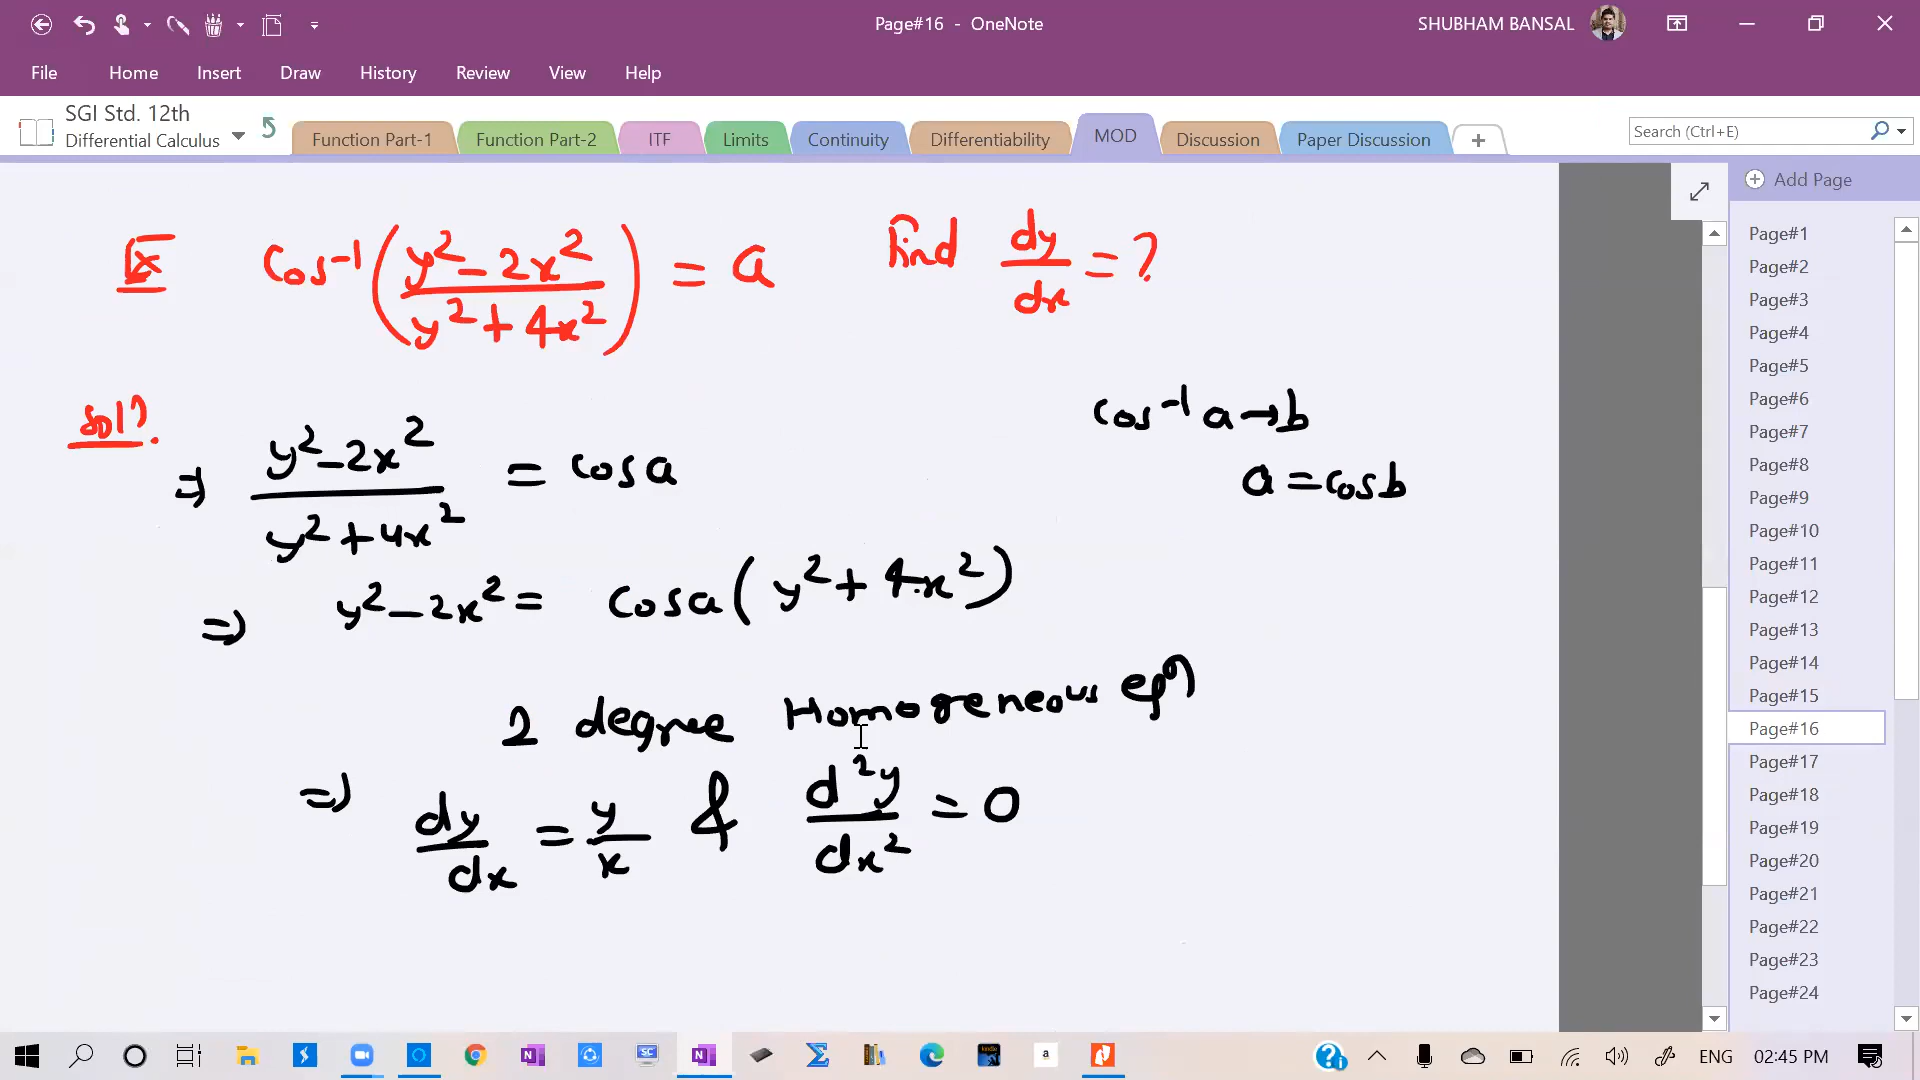 Page#16 - OneNote
SHUBHAM BANSAL
File Home Insert Draw History Review View Help
SGI Std. 12th
Differential Calculus
Function Part-1 Function Part-2 ITF Limits Continuity Differentiability MOD Discussion Paper Discussion +
Search (Ctrl+E)
Add Page
Page#1
Page#2
Page#3
Page#4
Page#5
Page#6
Page#7
Page#8
Page#9
Page#10
Page#11
Page#12
Page#13
Page#14
Page#15
Page#16
Page#17
Page#18
Page#19
Page#20
Page#21
Page#22
Page#23
Page#24
Ex cos⁻¹((y²-2x²)/(y²+4x²)) = a Find dy/dx = ?
Solⁿ.
⇒ (y²-2x²)/(y²+4x²) = cosa
cos⁻¹a→b
a=cosb
⇒ y²-2x² = cosa(y²+4x²)
2 degree Homogeneous eqⁿ
⇒ dy/dx = y/x & d²y/dx² = 0
ENG 02:45 PM